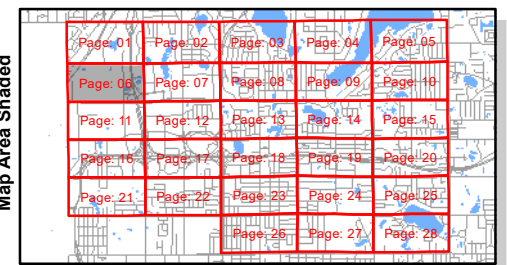 Map Area Shaded
Page: 01 Page: 02 Page: 03 Page: 04 Page: 05
Page: 06 Page: 07 Page: 08 Page: 09 Page: 10
Page: 11 Page: 12 Page: 13 Page: 14 Page: 15
Page: 16 Page: 17 Page: 18 Page: 19 Page: 20
Page: 21 Page: 22 Page: 23 Page: 24 Page: 25
Page: 26 Page: 27 Page: 28